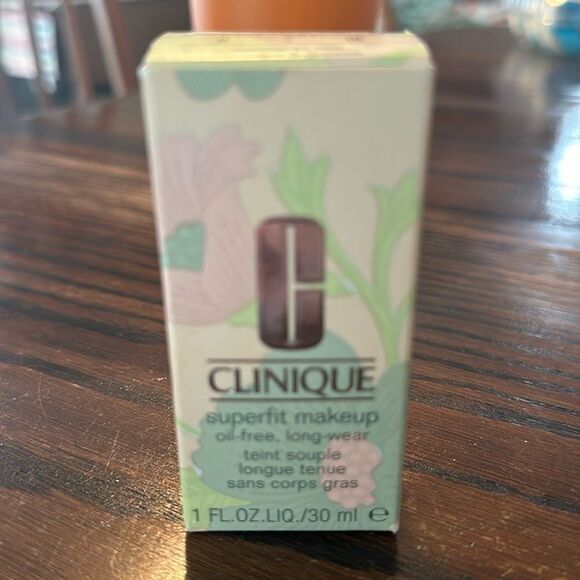 CLINIQUE
superfit makeup
oil-free, long-wear
teint souple
longue tenue
sans corps gras
1 FL.OZ.LIQ./30 ml ℮